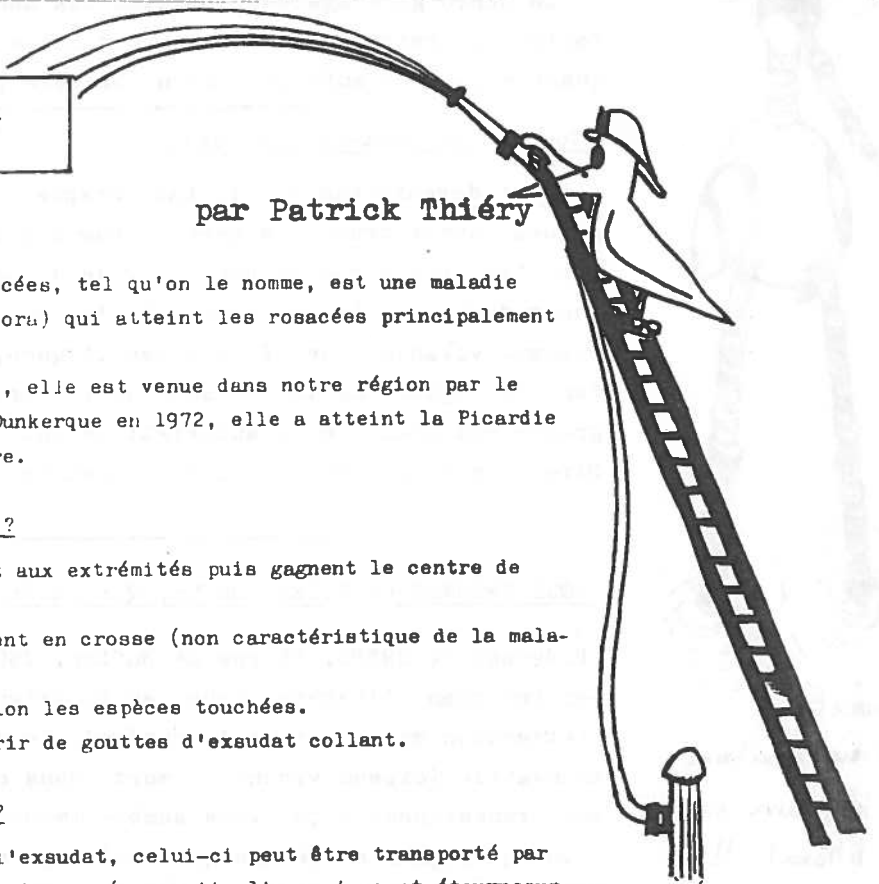 par Patrick Thiéry
cées, tel qu'on le nomme, est une maladie
ora) qui atteint les rosacées principalement
, elle est venue dans notre région par le
Dunkerque en 1972, elle a atteint la Picardie
re.
?
t aux extrémités puis gagnent le centre de
ent en crosse (non caractéristique de la mala-
lon les espèces touchées.
rir de gouttes d'exsudat collant.
?
l'exsudat, celui-ci peut être transporté par